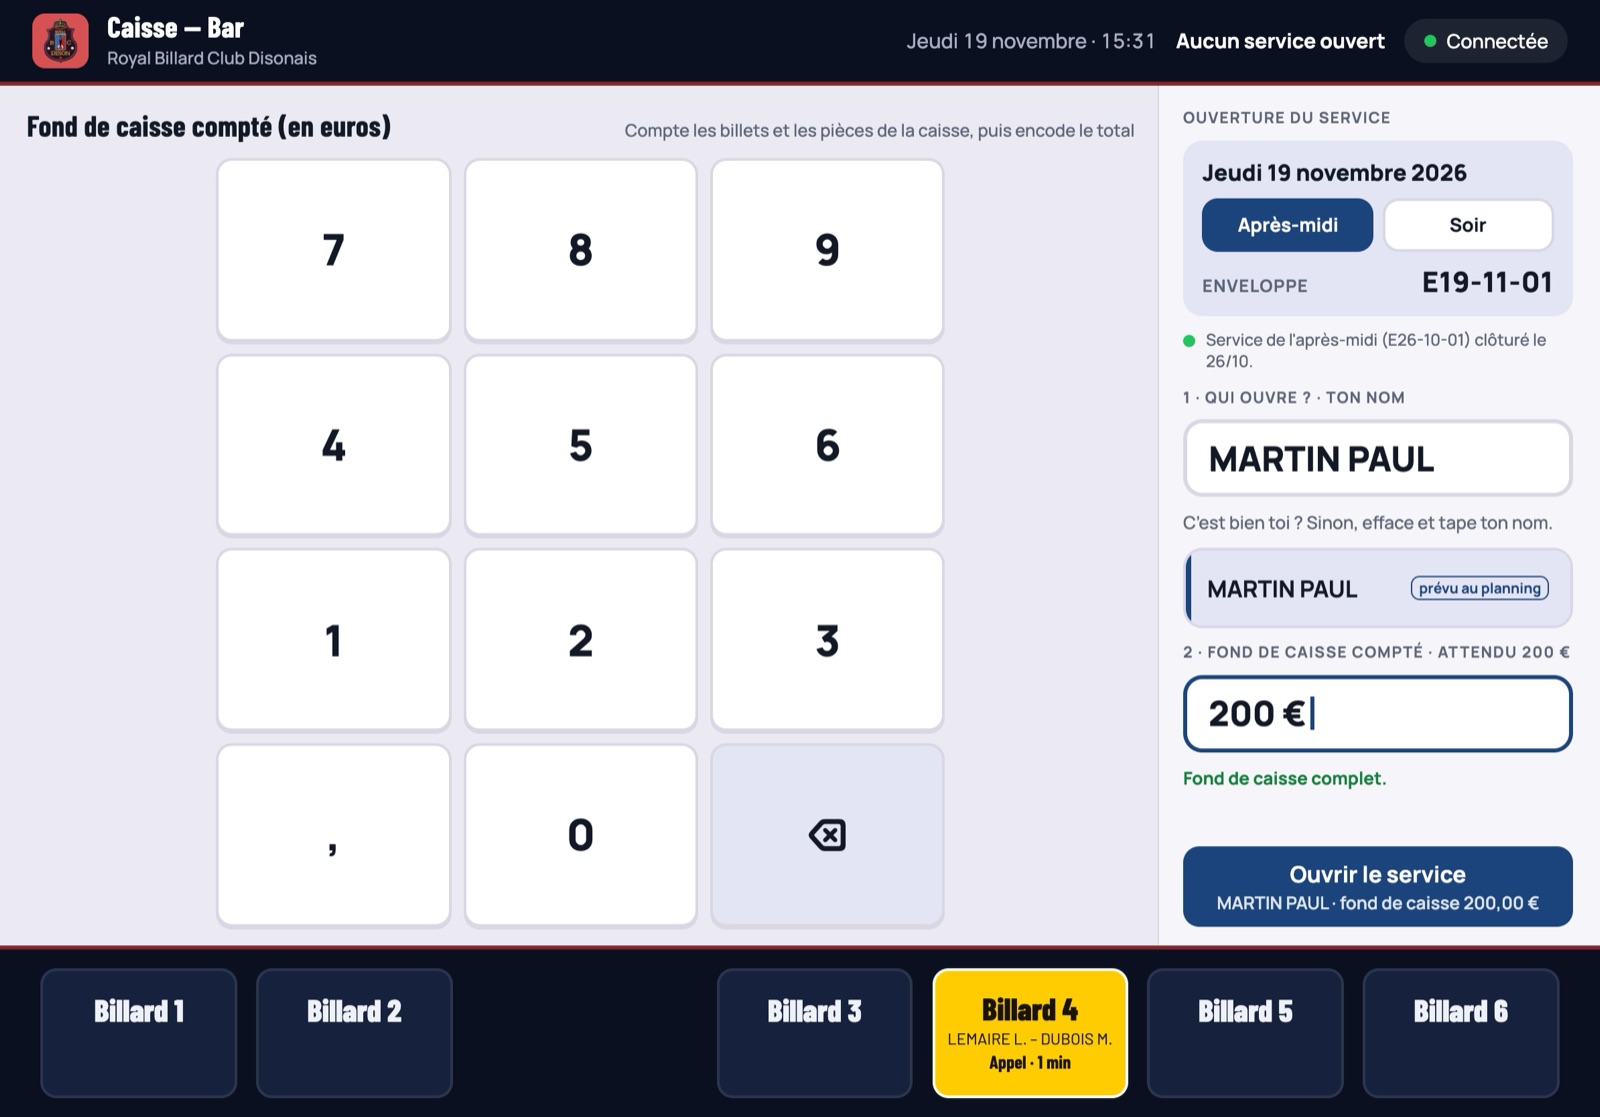 Caisse – Bar
Royal Billard Club Disonais
Jeudi 19 novembre · 15:31
Aucun service ouvert
Connectée
Fond de caisse compté (en euros)
Compte les billets et les pièces de la caisse, puis encode le total
7
8
9
4
5
6
1
2
3
,
0
OUVERTURE DU SERVICE
Jeudi 19 novembre 2026
Après-midi
Soir
ENVELOPPE
E19-11-01
Service de l'après-midi (E26-10-01) clôturé le
26/10.
1 · QUI OUVRE ? · TON NOM
MARTIN PAUL
C'est bien toi ? Sinon, efface et tape ton nom.
MARTIN PAUL
prévu au planning
2 · FOND DE CAISSE COMPTÉ · ATTENDU 200 €
200 €
Fond de caisse complet.
Ouvrir le service
MARTIN PAUL · fond de caisse 200,00 €
Billard 1
Billard 2
Billard 3
Billard 4
LEMAIRE L. – DUBOIS M.
Appel · 1 min
Billard 5
Billard 6